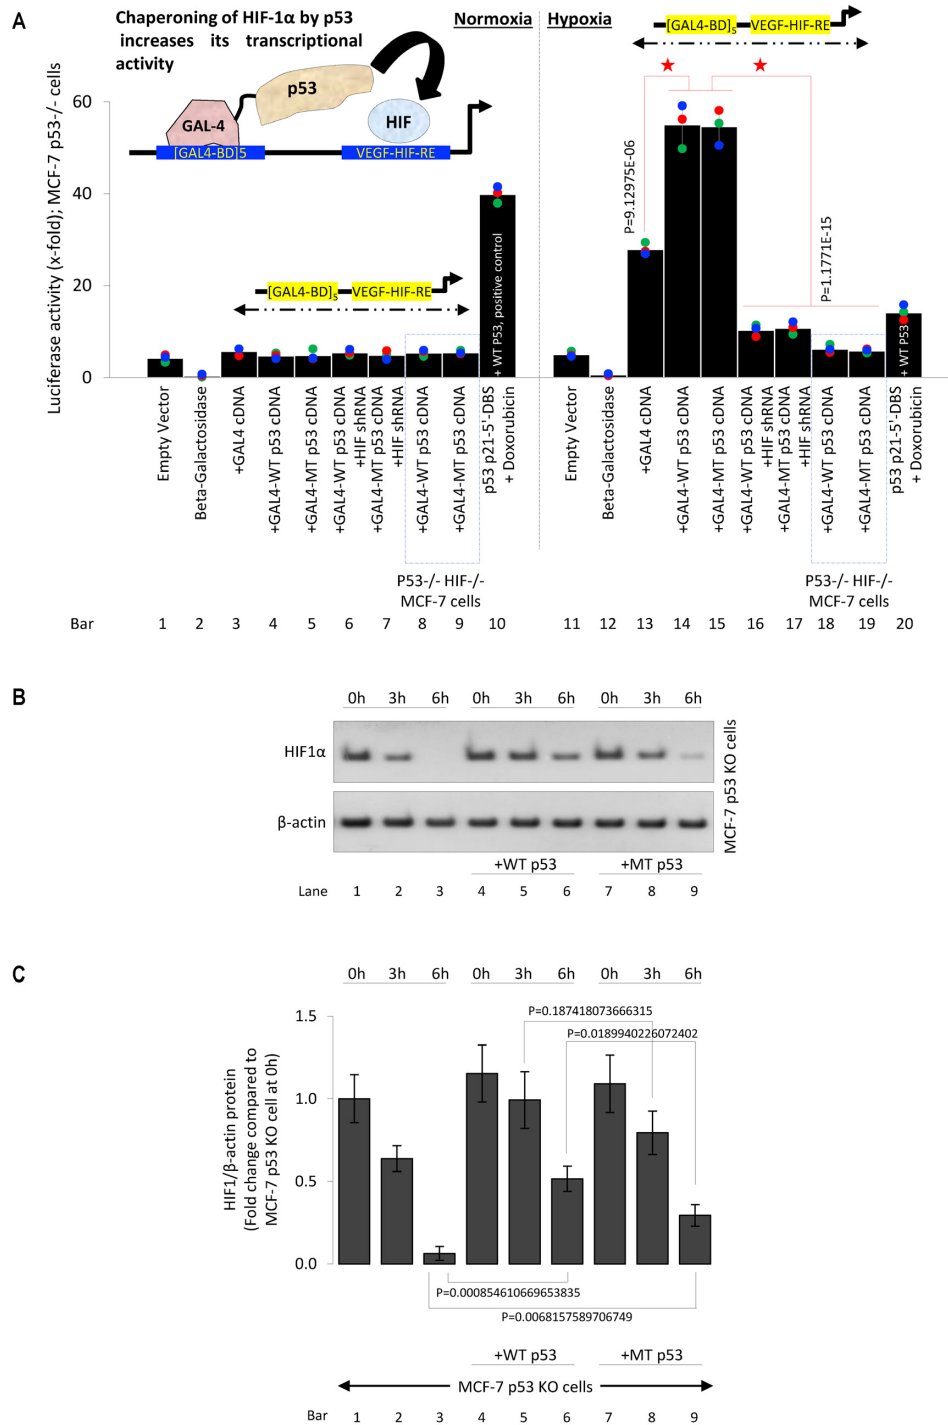 A
Chaperoning of HIF-1α by p53
increases its transcriptional
activity
Normoxia
Hypoxia
[GAL4-BD]5 VEGF-HIF-RE
p53
GAL-4
HIF
[GAL4-BD]5
VEGF-HIF-RE
Luciferase activity (x-fold); MCF-7 p53-/- cells
60
40
20
0
[GAL4-BD]5 VEGF-HIF-RE
+ WT P53, positive control
P=9.12975E-06
P=1.1771E-15
+ WT P53
Empty Vector
Beta-Galactosidase
+GAL4 cDNA
+GAL4-WT P53 cDNA
+GAL4-MT P53 cDNA
+GAL4-WT P53 cDNA
+HIF shRNA
+GAL4-MT P53 cDNA
+HIF shRNA
+GAL4-WT P53 cDNA
+GAL4-MT P53 cDNA
p53 p21-5'-DBS
+ Doxorubicin
Empty Vector
Beta-Galactosidase
+GAL4 cDNA
+GAL4-WT P53 cDNA
+GAL4-MT P53 cDNA
+GAL4-WT P53 cDNA
+HIF shRNA
+GAL4-MT P53 cDNA
+HIF shRNA
+GAL4-WT P53 cDNA
+GAL4-MT cDNA
p53 p21-5'-DBS
+ Doxorubicin
P53-/- HIF-/-
MCF-7 cells
P53-/- HIF-/-
MCF-7 cells
Bar 1 2 3 4 5 6 7 8 9 10 11 12 13 14 15 16 17 18 19 20
B
0h 3h 6h 0h 3h 6h 0h 3h 6h
HIF1α
β-actin
MCF-7 p53 KO cells
+WT p53 +MT p53
Lane 1 2 3 4 5 6 7 8 9
C
0h 3h 6h 0h 3h 6h 0h 3h 6h
P=0.187418073666315
P=0.0189940226072402
HIF1/β-actin protein
(Fold change compared to
MCF-7 p53 KO cell at 0h)
1.5
1.0
0.5
0.0
P=0.000854610669653835
P=0.0068157589706749
+WT p53 +MT p53
MCF-7 p53 KO cells
Bar 1 2 3 4 5 6 7 8 9